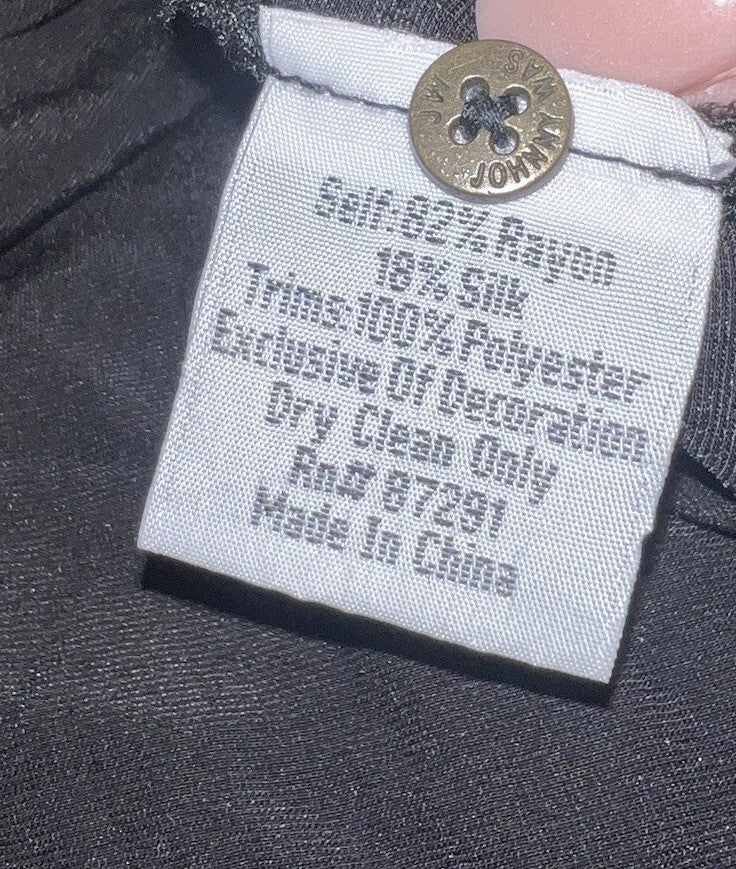 JOHNNY WAS JW
Self:82% Rayon
18% Silk
Trims:100% Polyester
Exclusive Of Decoration
Dry Clean Only
Rn# 87291
Made In China